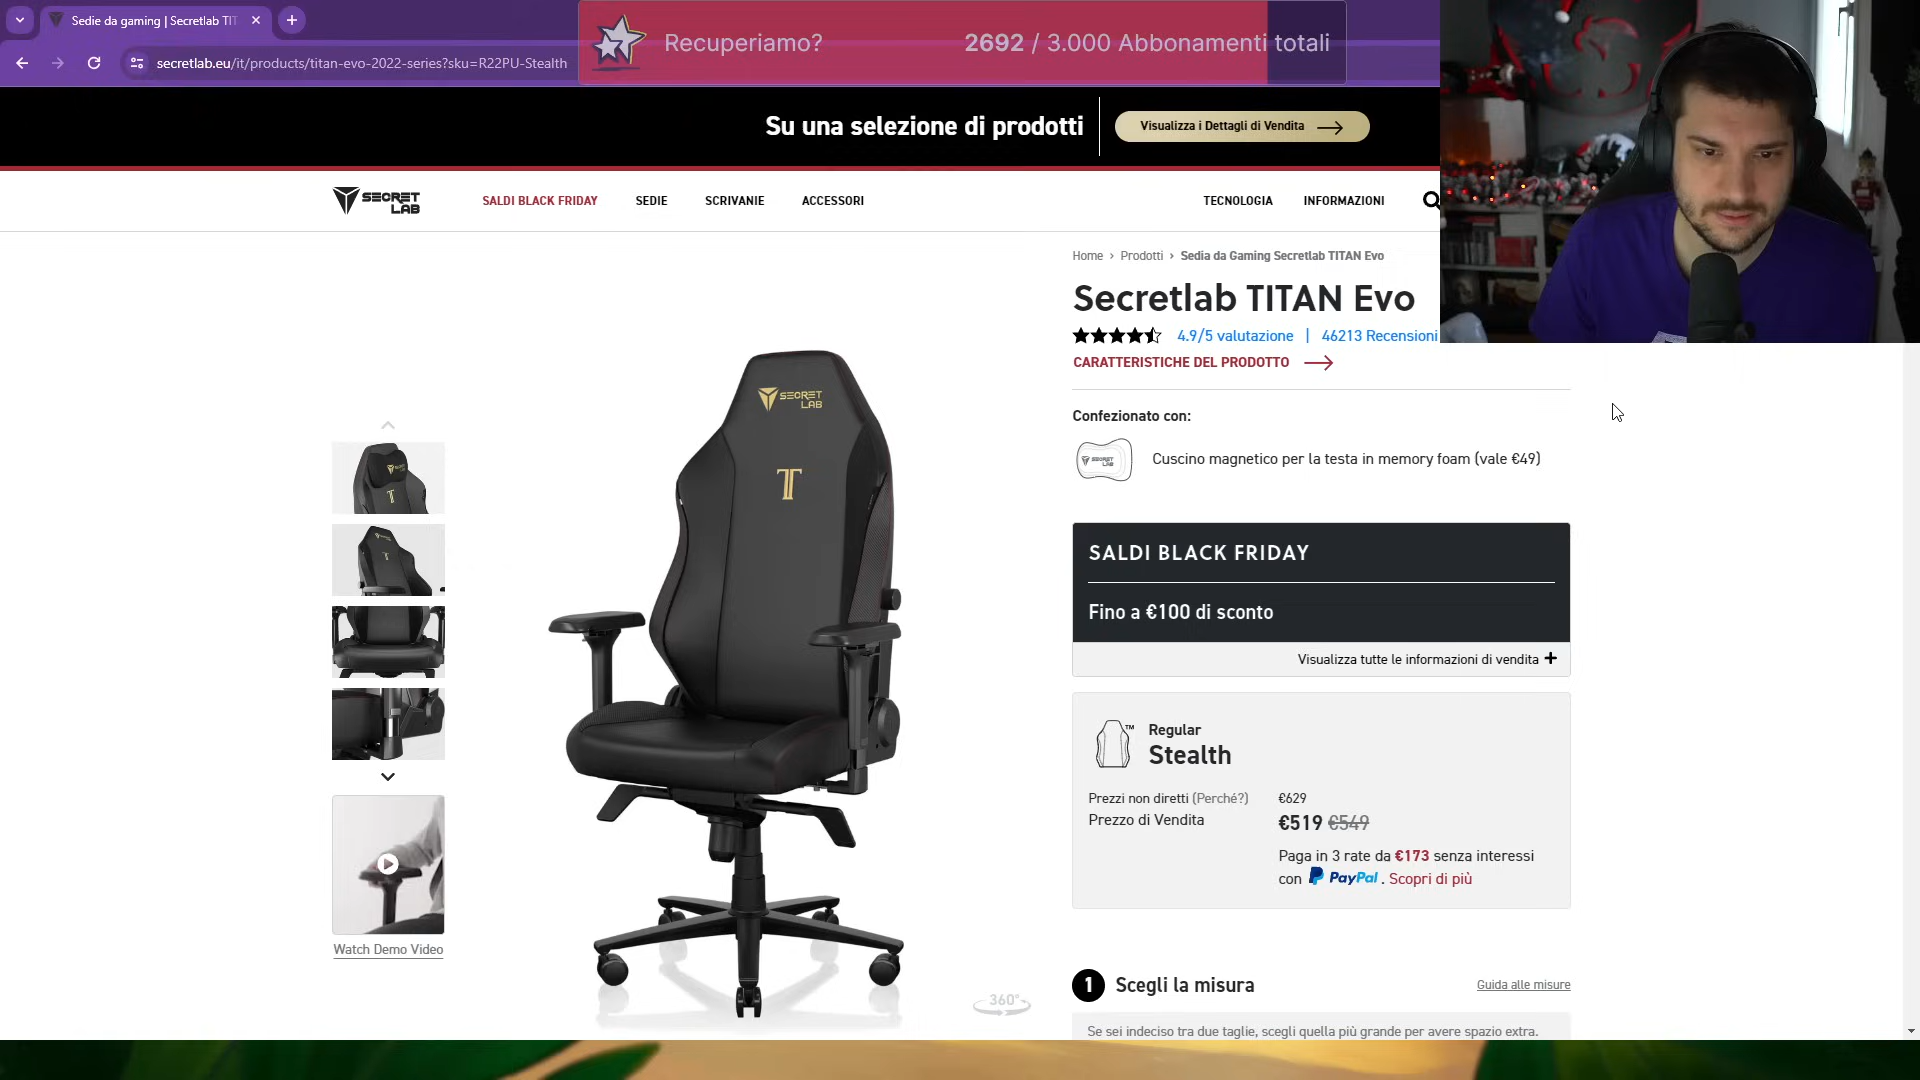 Sedie da gaming | Secretlab TIT
Recuperiamo?
2692 / 3.000 Abbonamenti totali
secretlab.eu/it/products/titan-evo-2022-series?sku=R22PU-Stealth
Su una selezione di prodotti
Visualizza i Dettagli di Vendita
SECRET LAB
SALDI BLACK FRIDAY
SEDIE
SCRIVANIE
ACCESSORI
TECNOLOGIA
INFORMAZIONI
Home › Prodotti › Sedia da Gaming Secretlab TITAN Evo
Secretlab TITAN Evo
4.9/5 valutazione | 46213 Recensioni
CARATTERISTICHE DEL PRODOTTO
Confezionato con:
SECRET LAB
Cuscino magnetico per la testa in memory foam (vale €49)
SECRET LAB
T
SALDI BLACK FRIDAY
Fino a €100 di sconto
Visualizza tutte le informazioni di vendita +
Regular
Stealth
Prezzi non diretti (Perché?) €629
Prezzo di Vendita €519 €549
Paga in 3 rate da €173 senza interessi
con PayPal . Scopri di più
Watch Demo Video
360°
1 Scegli la misura
Guida alle misure
Se sei indeciso tra due taglie, scegli quella più grande per avere spazio extra.